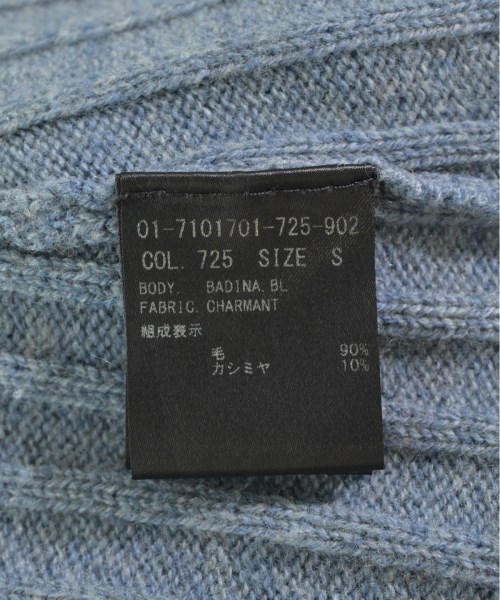 01-7101701-725-902
COL. 725 SIZE S
BODY. BADINA. BL
FABRIC. CHARMANT
組成表示
毛 90%
カシミヤ 10%